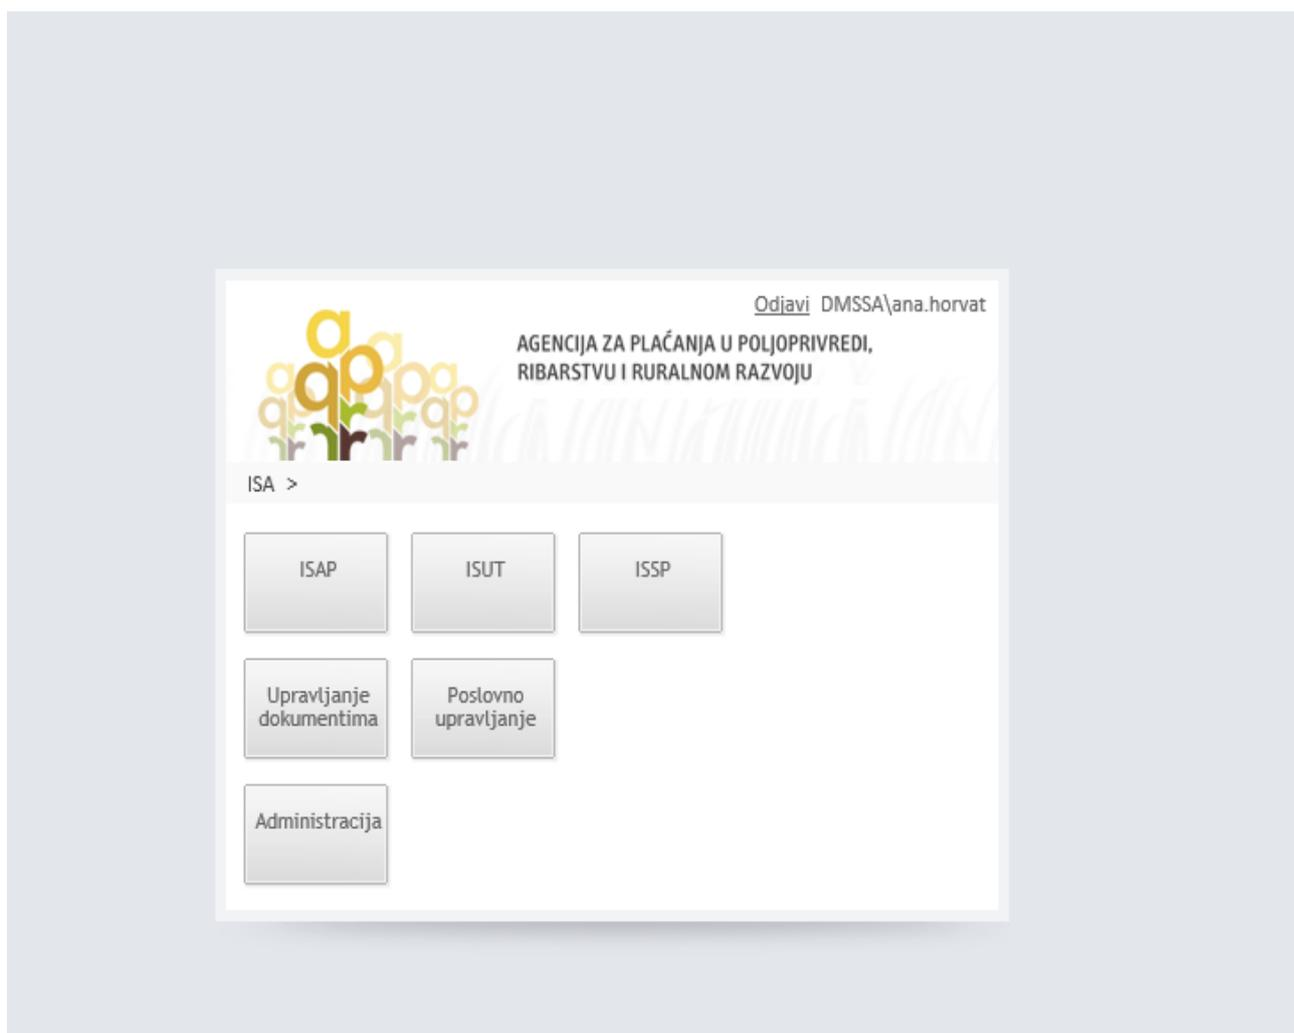 Odjavi DMSSA\ana.horvat
AGENCIJA ZA PLAĆANJA U POLJOPRIVREDI,
RIBARSTVU I RURALNOM RAZVOJU
ISA >
ISAP
ISUT
ISSP
Upravljanje
dokumentima
Poslovno
upravljanje
Administracija